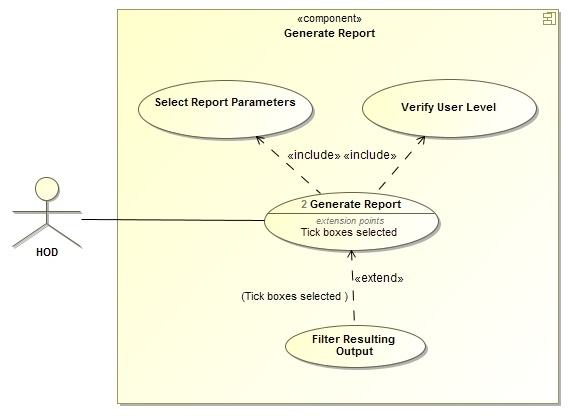 «component»
Generate Report
Select Report Parameters
Verify User Level
«include» «include»
2 Generate Report
extension points
Tick boxes selected
HOD
«extend»
(Tick boxes selected )
Filter Resulting
Output